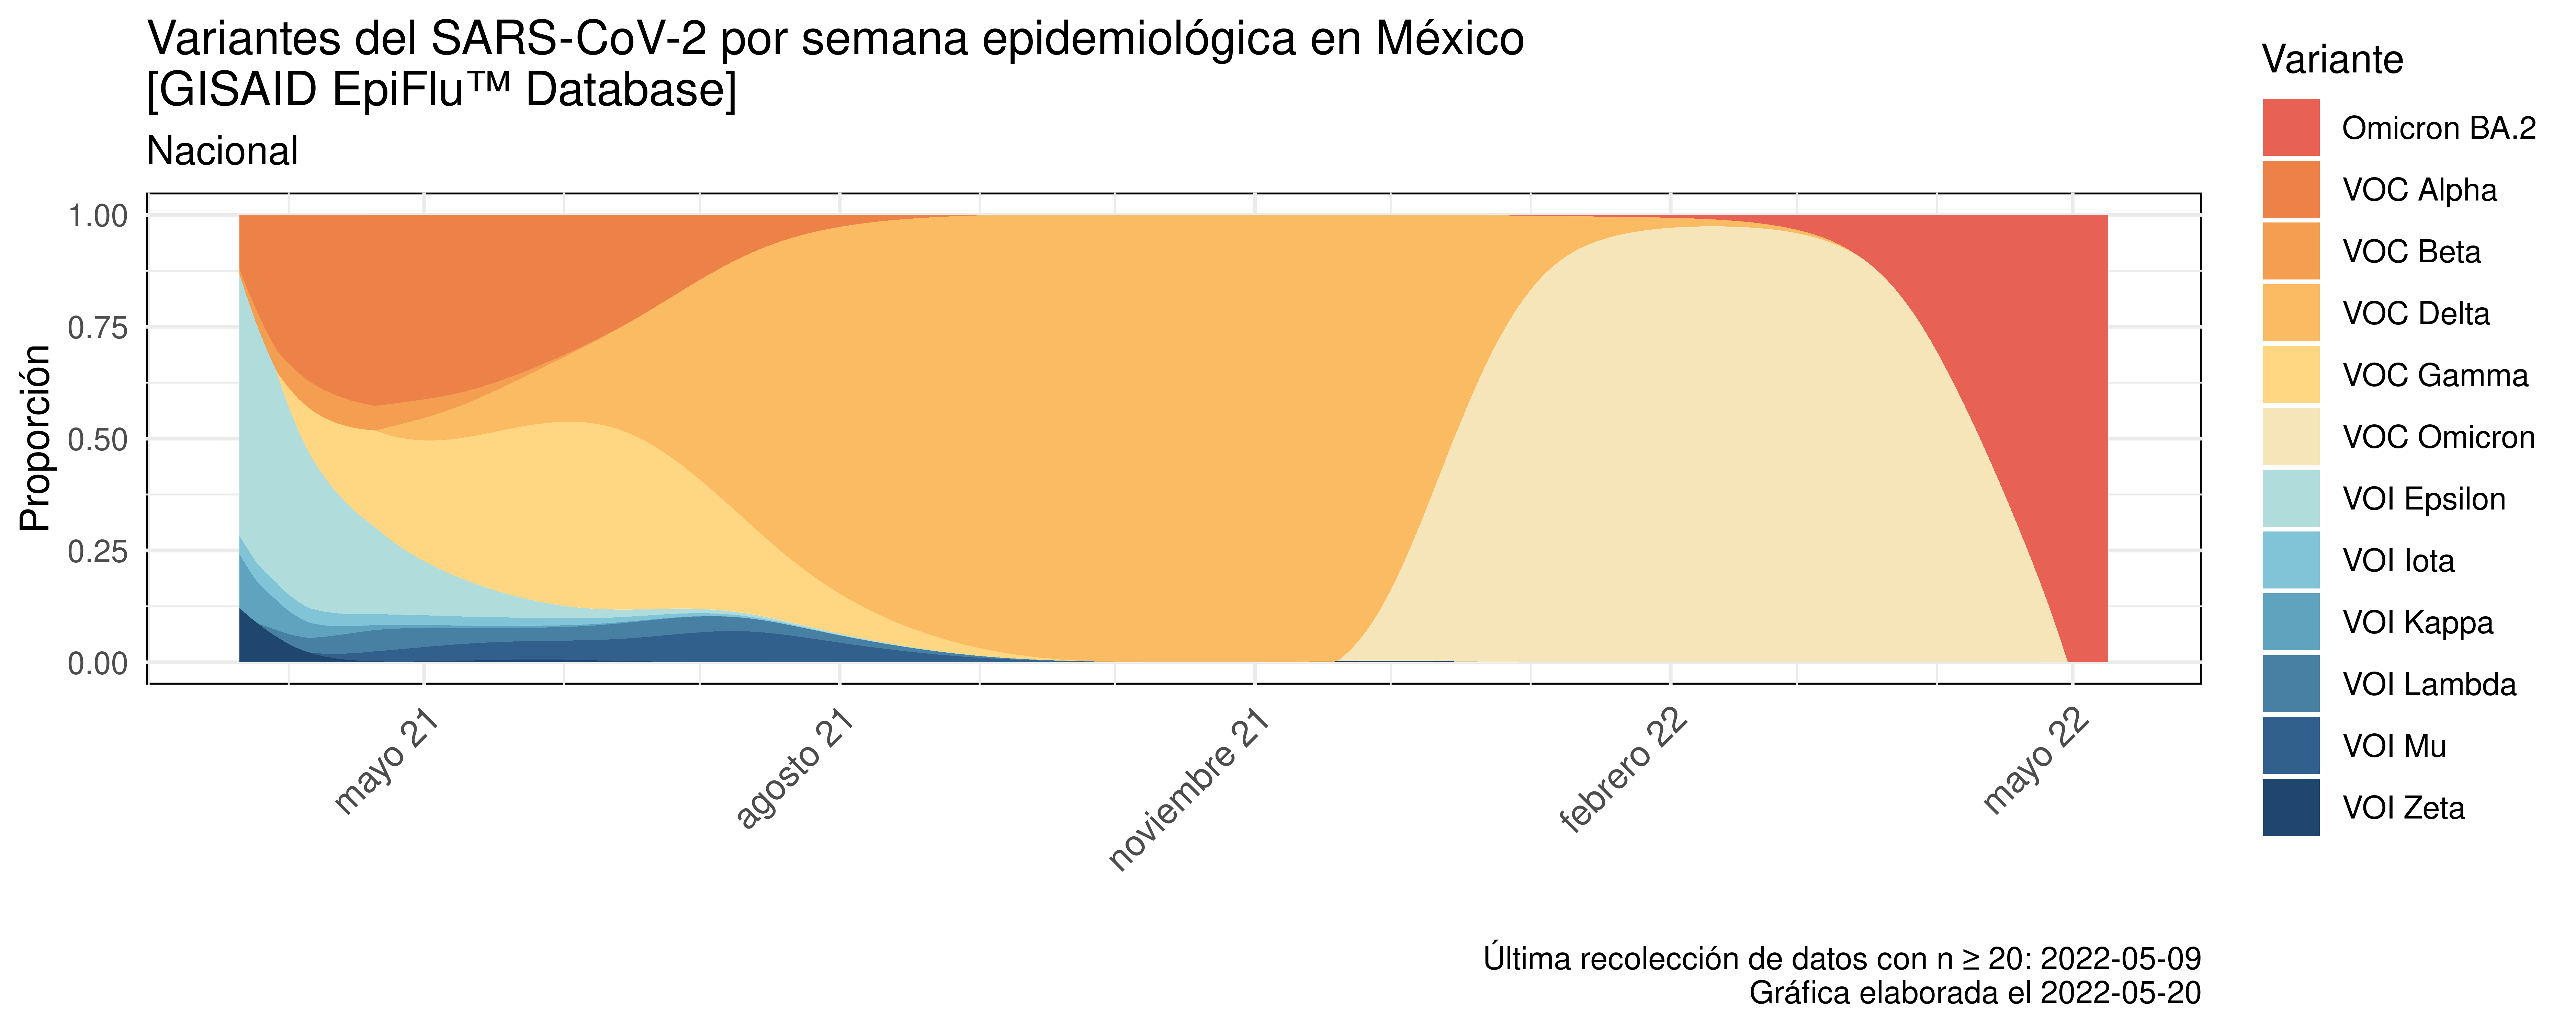 Variantes del SARS-CoV-2 por semana epidemiológica en México
[GISAID EpiFlu™ Database]
Nacional
Proporción
1.00
0.75
0.50
0.25
0.00
mayo 21
agosto 21
noviembre 21
febrero 22
mayo 22
Variante
Omicron BA.2
VOC Alpha
VOC Beta
VOC Delta
VOC Gamma
VOC Omicron
VOI Epsilon
VOI Iota
VOI Kappa
VOI Lambda
VOI Mu
VOI Zeta
Última recolección de datos con n ≥ 20: 2022-05-09
Gráfica elaborada el 2022-05-20